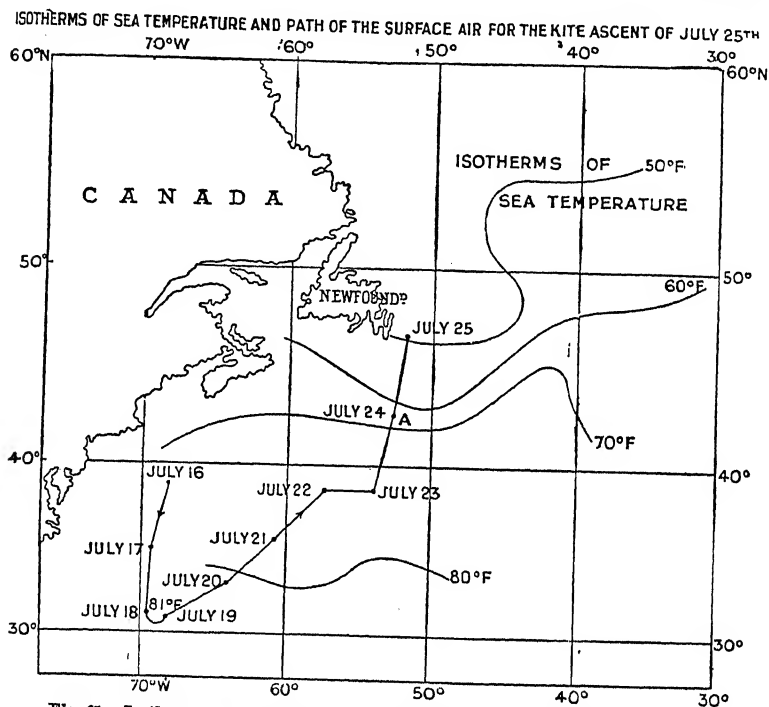 ISOTHERMS OF SEA TEMPERATURE AND PATH OF THE SURFACE AIR FOR THE KITE ASCENT OF JULY 25TH
70°W 60° 50° 40° 30°
60°N 60°N
ISOTHERMS OF 50°F
CANADA SEA TEMPERATURE
50° 50°
60°F
NEWFOUNDD
JULY 25
JULY 24 A
70°F
40° 40°
JULY 16
JULY 22 JULY 23
JULY 21
JULY 17
JULY 20 80°F
JULY 18 81°F JULY 19
30° 30°
70°W 60° 50° 40° 30°